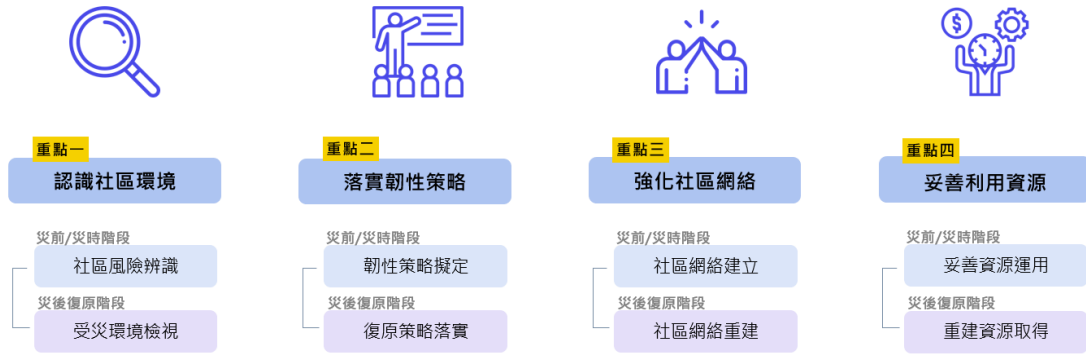 重點一
認識社區環境
災前/災時階段
社區風險辨識
災後復原階段
受災環境檢視
重點二
落實韌性策略
災前/災時階段
韌性策略擬定
災後復原階段
復原策略落實
重點三
強化社區網絡
災前/災時階段
社區網絡建立
災後復原階段
社區網絡重建
重點四
妥善利用資源
災前/災時階段
妥善資源運用
災後復原階段
重建資源取得